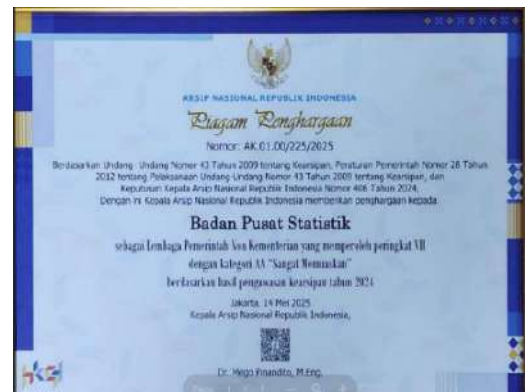 ARSIP NASIONAL REPUBLIK INDONESIA
Piagam Penghargaan
Nomor: AK.01.00/225/2025
Berdasarkan Undang - Undang Nomor 43 Tahun 2009 tentang Kearsipan, Peraturan Pemerintah Nomor 28 Tahun
2012 tentang Pelaksanaan Undang-Undang Nomor 43 Tahun 2009 tentang Kearsipan, dan
Keputusan Kepala Arsip Nasional Republik Indonesia Nomor 406 Tahun 2024,
Dengan ini Kepala Arsip Nasional Republik Indonesia memberikan penghargaan kepada
Badan Pusat Statistik
sebagai Lembaga Pemerintah Non Kementerian yang memperoleh peringkat VII
dengan kategori AA "Sangat Memuaskan"
berdasarkan hasil pengawasan kearsipan tahun 2024
Jakarta, 14 Mei 2025
Kepala Arsip Nasional Republik Indonesia,
Dr. Mego Pinandito, M.Eng.